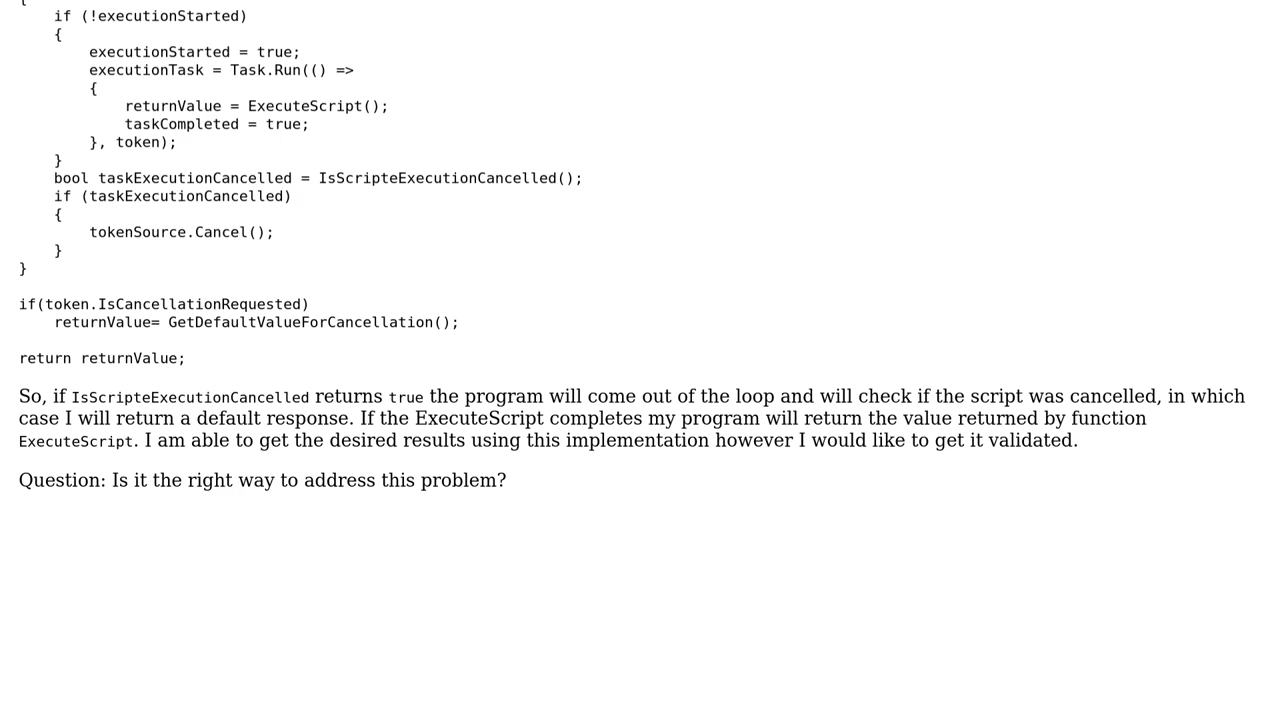 {
    if (!executionStarted)
    {
        executionStarted = true;
        executionTask = Task.Run(() =>
        {
            returnValue = ExecuteScript();
            taskCompleted = true;
        }, token);
    }
    bool taskExecutionCancelled = IsScripteExecutionCancelled();
    if (taskExecutionCancelled)
    {
        tokenSource.Cancel();
    }
}

if(token.IsCancellationRequested)
    returnValue= GetDefaultValueForCancellation();

return returnValue;

So, if IsScripteExecutionCancelled returns true the program will come out of the loop and will check if the script was cancelled, in which
case I will return a default response. If the ExecuteScript completes my program will return the value returned by function
ExecuteScript. I am able to get the desired results using this implementation however I would like to get it validated.

Question: Is it the right way to address this problem?